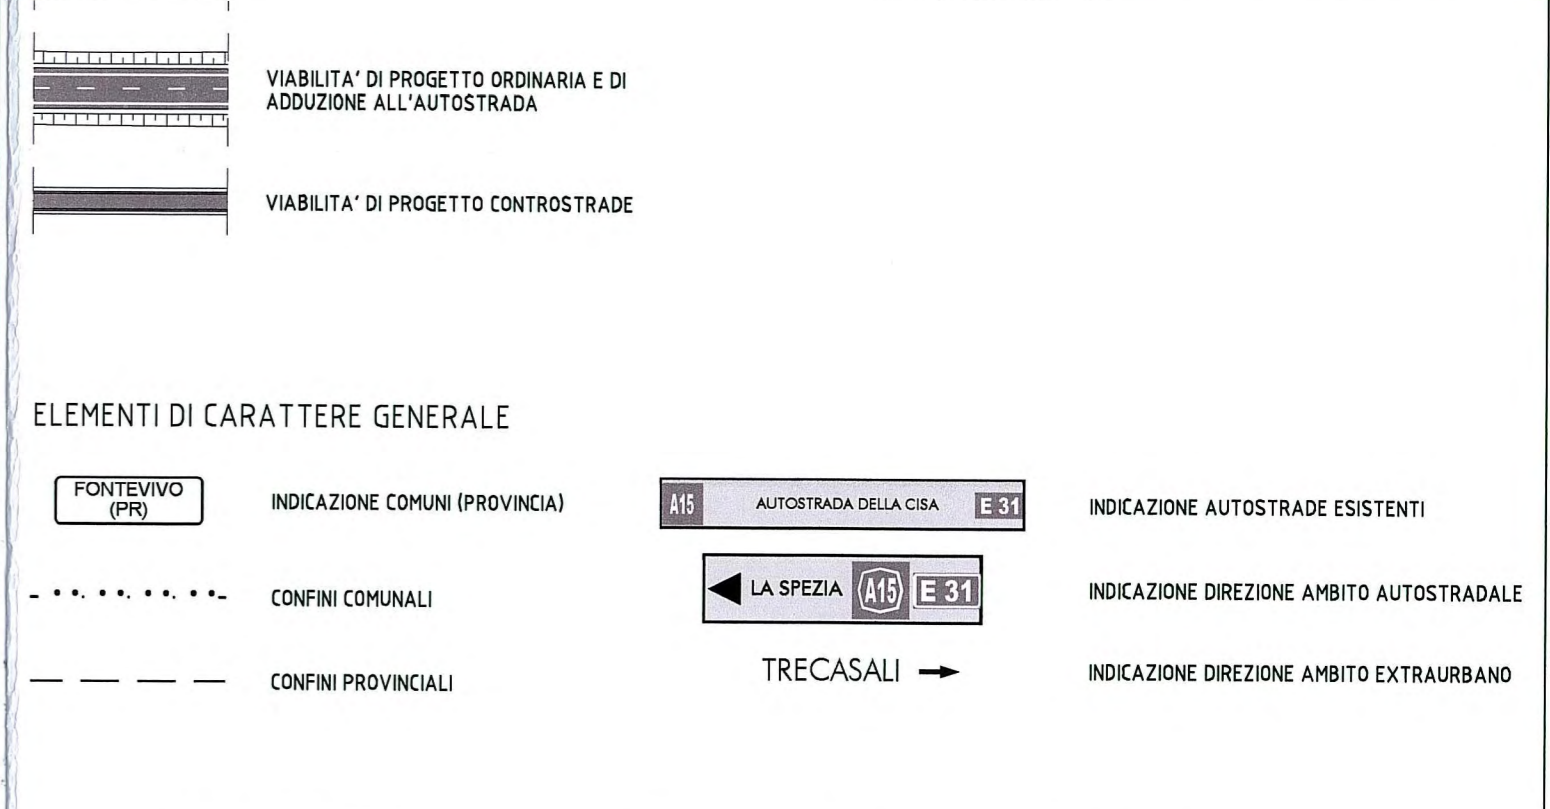 VIABILITA' DI PROGETTO ORDINARIA E DI
ADDUZIONE ALL'AUTOSTRADA
VIABILITA' DI PROGETTO CONTROSTRADE
ELEMENTI DI CARATTERE GENERALE
FONTEVIVO
(PR)
INDICAZIONE COMUNI (PROVINCIA)
CONFINI COMUNALI
CONFINI PROVINCIALI
A15 AUTOSTRADA DELLA CISA E 31
INDICAZIONE AUTOSTRADE ESISTENTI
LA SPEZIA A15 E 31
INDICAZIONE DIREZIONE AMBITO AUTOSTRADALE
TRECASALI
INDICAZIONE DIREZIONE AMBITO EXTRAURBANO